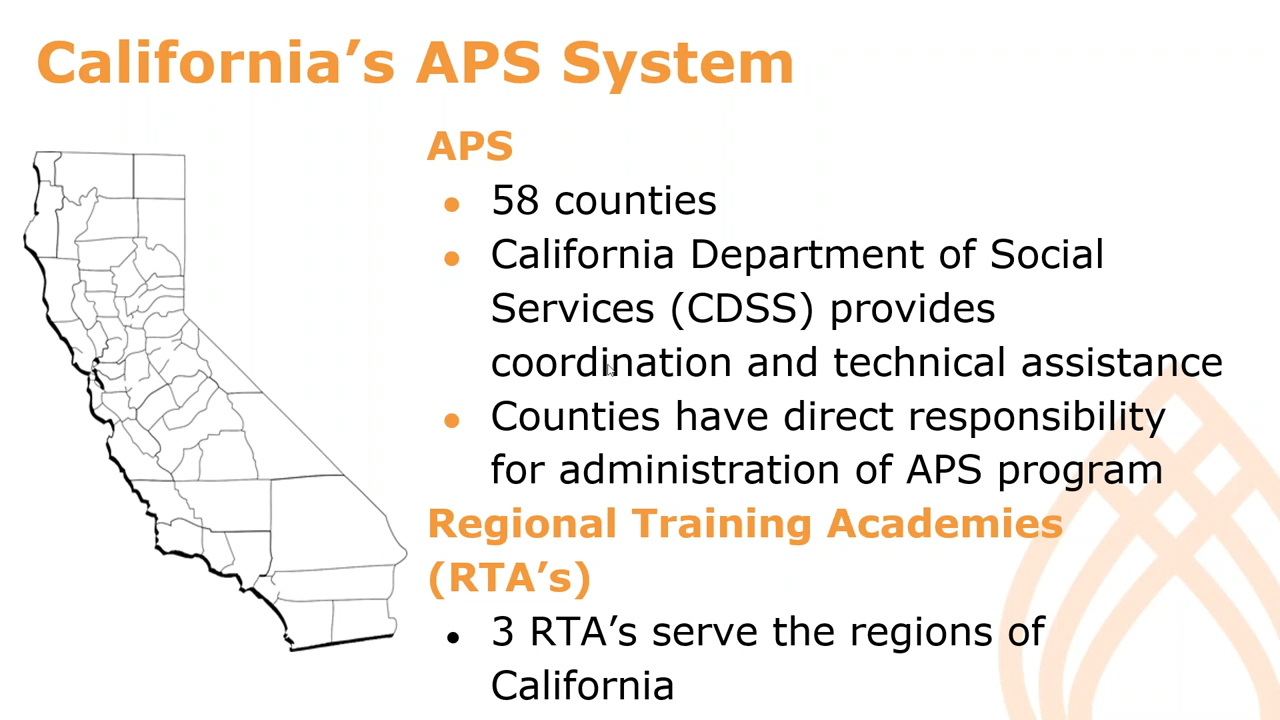 California’s APS System
APS
● 58 counties
● California Department of Social
Services (CDSS) provides
coordination and technical assistance
● Counties have direct responsibility
for administration of APS program
Regional Training Academies
(RTA’s)
● 3 RTA’s serve the regions of
California